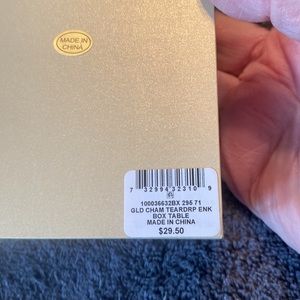 MADE IN
CHINA
7 32994 32310 9
100036632BX 295 71
GLD CHAM TEARDRP ENK
BOX TABLE
MADE IN CHINA
$29.50